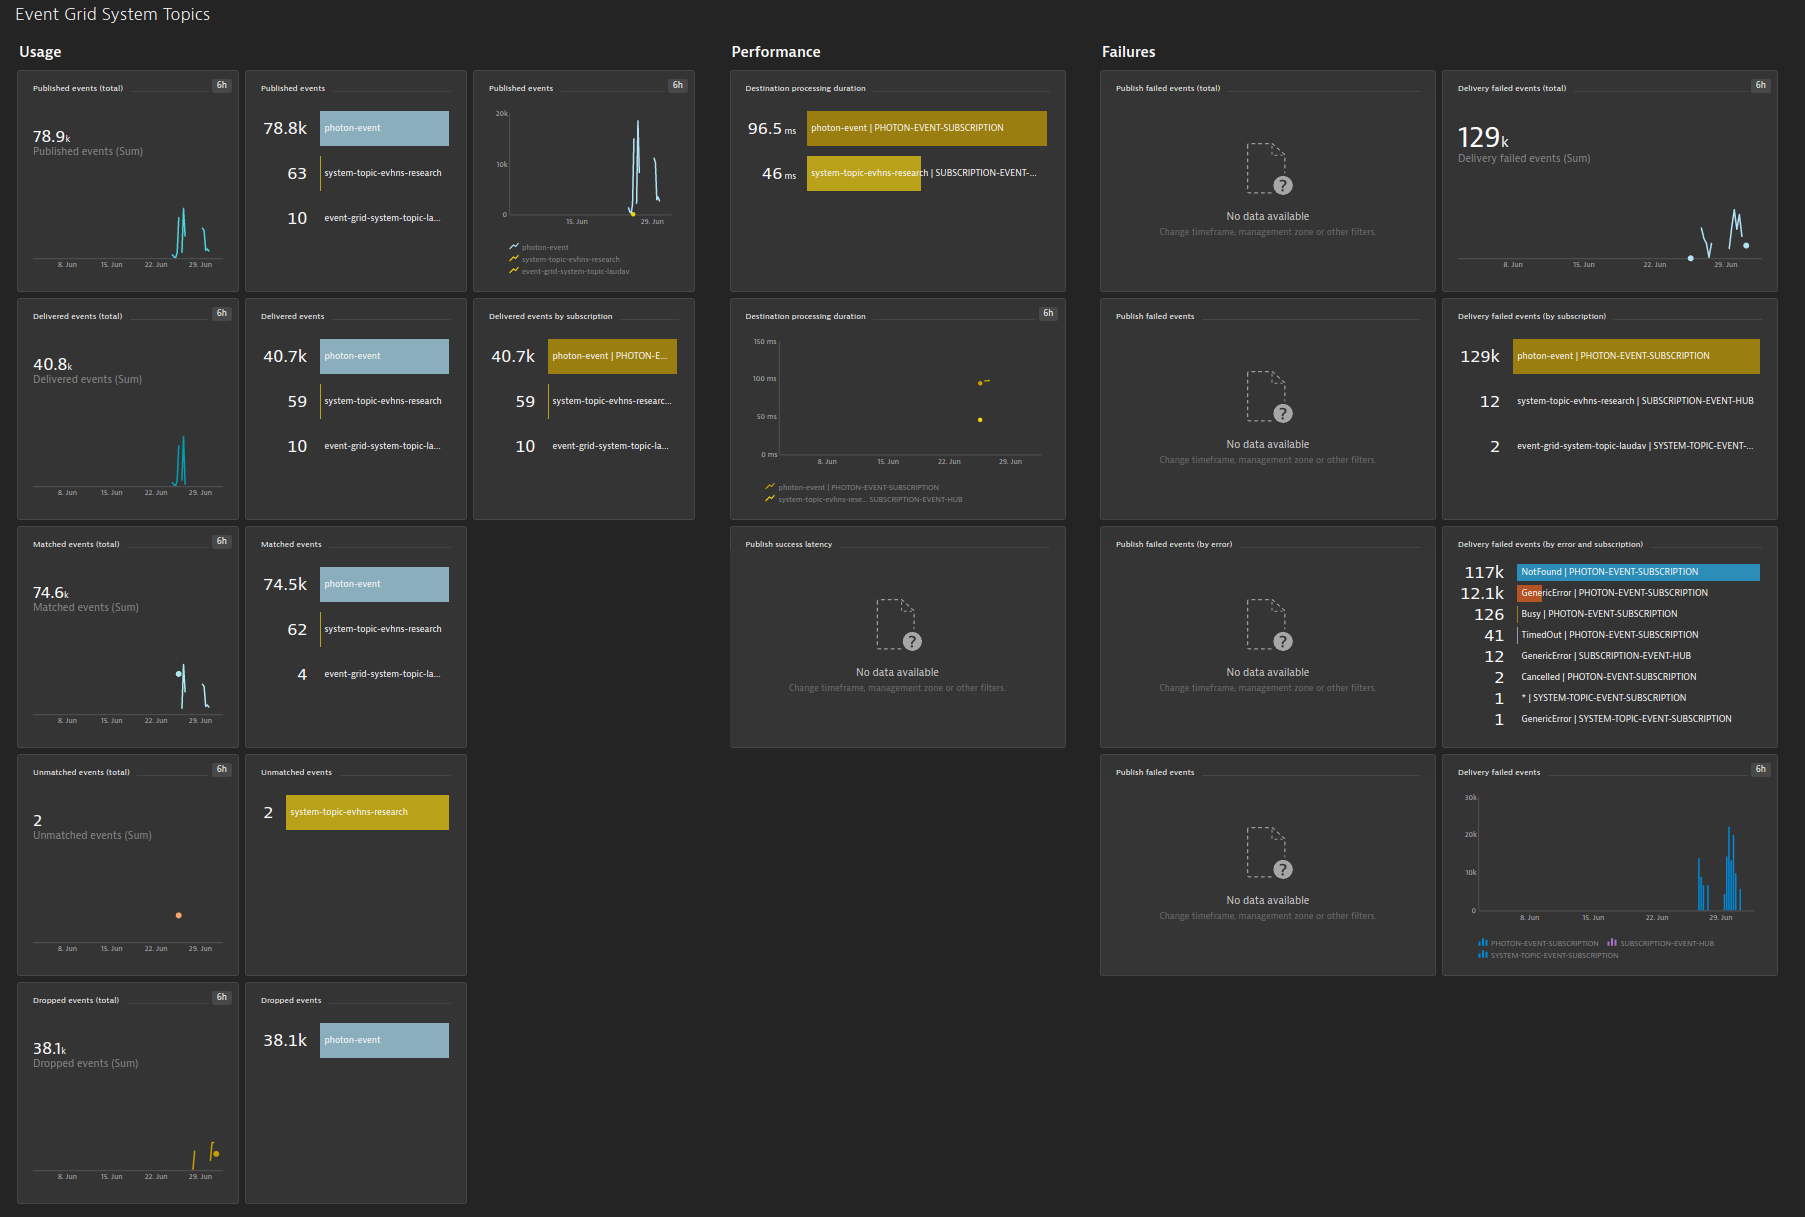 Event Grid System Topics
Usage
Performance
Failures
Published events (total)
6h
78.9k
Published events (Sum)
8. Jun
15. Jun
22. Jun
29. Jun
Published events
78.8k
photon-event
63
system-topic-evhns-research
10
event-grid-system-topic-la...
Published events
6h
20k
10k
0
15. Jun
29. Jun
photon-event
system-topic-evhns-research
event-grid-system-topic-laudav
Destination processing duration
96.5 ms
photon-event | PHOTON-EVENT-SUBSCRIPTION
46 ms
system-topic-evhns-research | SUBSCRIPTION-EVENT-...
Publish failed events (total)
?
No data available
Change timeframe, management zone or other filters.
Delivery failed events (total)
6h
129k
Delivery failed events (Sum)
8. Jun
15. Jun
22. Jun
29. Jun
Delivered events (total)
6h
40.8k
Delivered events (Sum)
8. Jun
15. Jun
22. Jun
29. Jun
Delivered events
40.7k
photon-event
59
system-topic-evhns-research
10
event-grid-system-topic-la...
Delivered events by subscription
40.7k
photon-event | PHOTON-E...
59
system-topic-evhns-researc...
10
event-grid-system-topic-la...
Destination processing duration
6h
150 ms
100 ms
50 ms
0 ms
8. Jun
15. Jun
22. Jun
29. Jun
photon-event | PHOTON-EVENT-SUBSCRIPTION
system-topic-evhns-rese... SUBSCRIPTION-EVENT-HUB
Publish failed events
?
No data available
Change timeframe, management zone or other filters.
Delivery failed events (by subscription)
129k
photon-event | PHOTON-EVENT-SUBSCRIPTION
12
system-topic-evhns-research | SUBSCRIPTION-EVENT-HUB
2
event-grid-system-topic-laudav | SYSTEM-TOPIC-EVENT-...
Matched events (total)
6h
74.6k
Matched events (Sum)
8. Jun
15. Jun
22. Jun
29. Jun
Matched events
74.5k
photon-event
62
system-topic-evhns-research
4
event-grid-system-topic-la...
Publish success latency
?
No data available
Change timeframe, management zone or other filters.
Publish failed events (by error)
?
No data available
Change timeframe, management zone or other filters.
Delivery failed events (by error and subscription)
117k
NotFound | PHOTON-EVENT-SUBSCRIPTION
12.1k
GenericError | PHOTON-EVENT-SUBSCRIPTION
126
Busy | PHOTON-EVENT-SUBSCRIPTION
41
TimedOut | PHOTON-EVENT-SUBSCRIPTION
12
GenericError | SUBSCRIPTION-EVENT-HUB
2
Cancelled | PHOTON-EVENT-SUBSCRIPTION
1
* | SYSTEM-TOPIC-EVENT-SUBSCRIPTION
1
GenericError | SYSTEM-TOPIC-EVENT-SUBSCRIPTION
Unmatched events (total)
6h
2
Unmatched events (Sum)
8. Jun
15. Jun
22. Jun
29. Jun
Unmatched events
2
system-topic-evhns-research
Publish failed events
?
No data available
Change timeframe, management zone or other filters.
Delivery failed events
6h
30k
20k
10k
0
8. Jun
15. Jun
22. Jun
29. Jun
PHOTON-EVENT-SUBSCRIPTION
SUBSCRIPTION-EVENT-HUB
SYSTEM-TOPIC-EVENT-SUBSCRIPTION
Dropped events (total)
6h
38.1k
Dropped events (Sum)
8. Jun
15. Jun
22. Jun
29. Jun
Dropped events
38.1k
photon-event